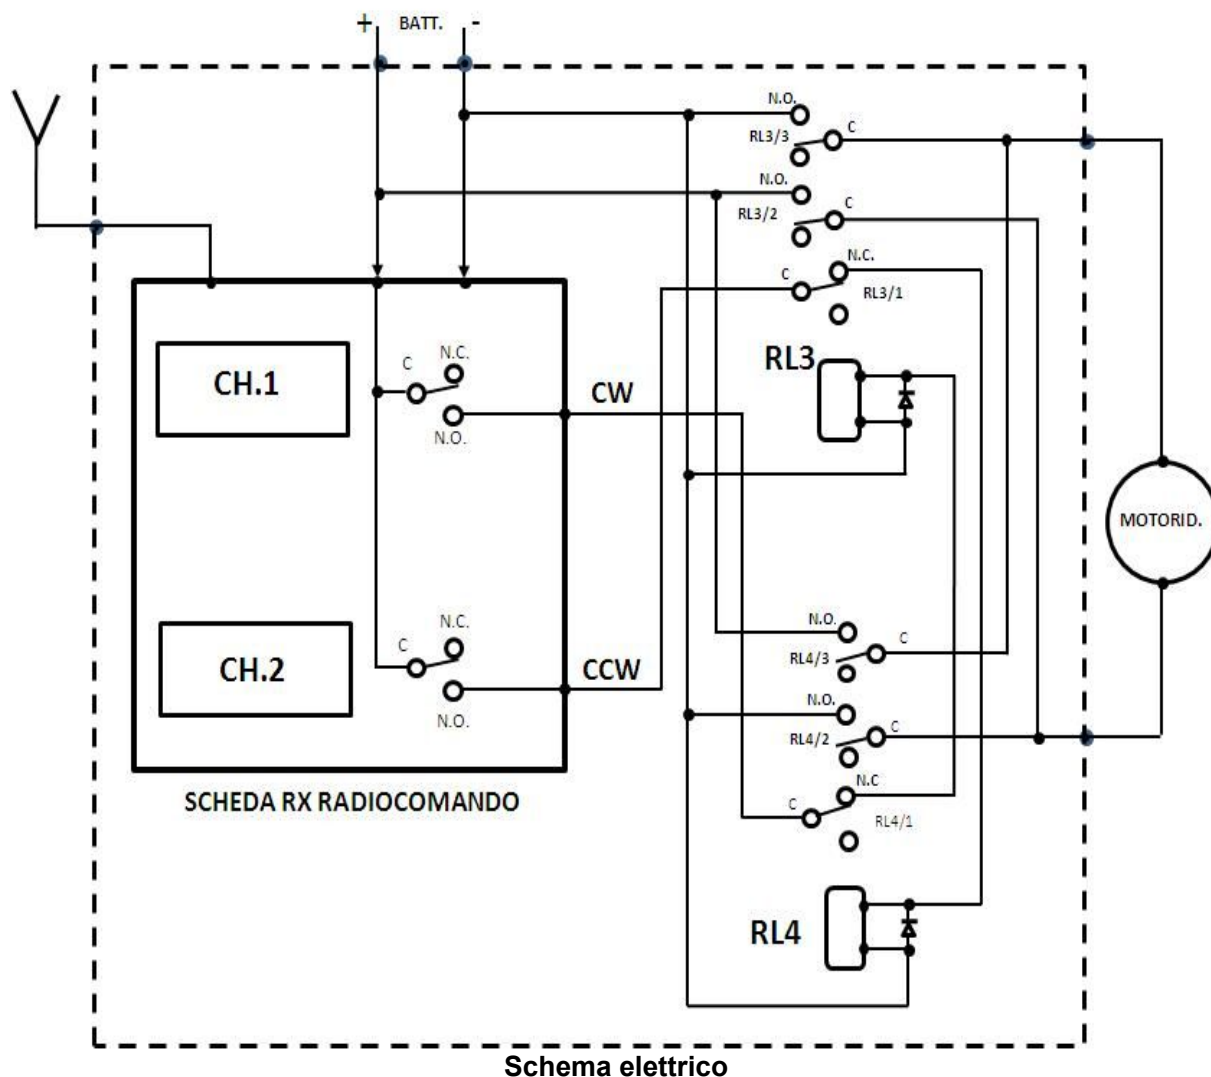 + BATT. -
N.O.
RL3/3
C
N.O.
RL3/2
C
N.C.
C
RL3/1
RL3
CH.1
C
N.C.
N.O.
CW
MOTORID.
CH.2
C
N.C.
N.O.
CCW
N.O.
C
RL4/3
N.O.
C
RL4/2
N.C
C
RL4/1
SCHEDA RX RADIOCOMANDO
RL4
Schema elettrico